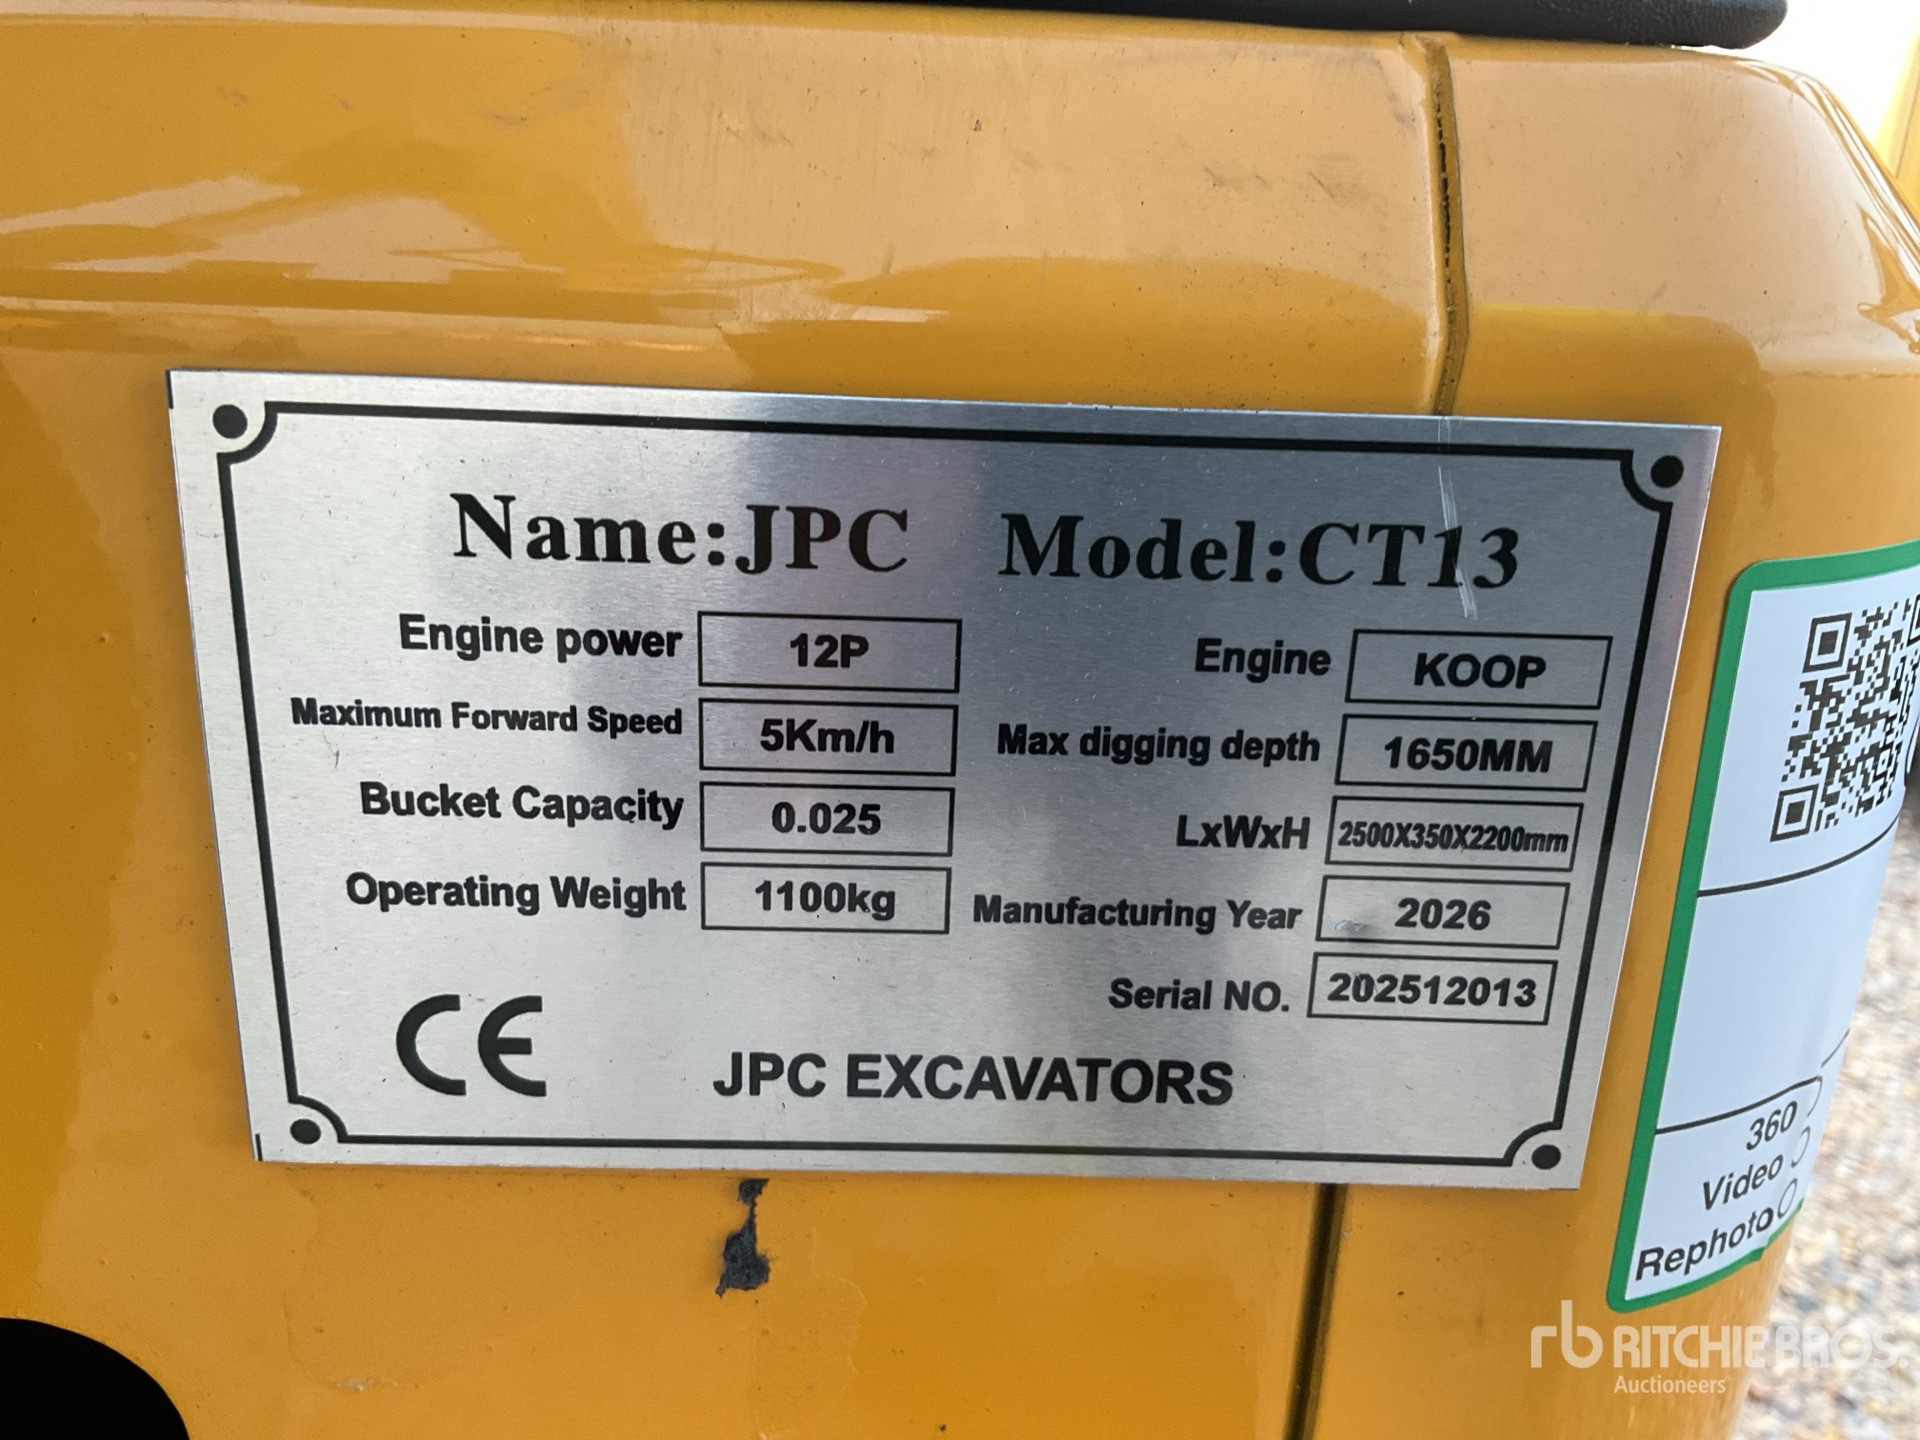 Name:JPC Model:CT13
Engine power 12P Engine KOOP
Maximum Forward Speed 5Km/h Max digging depth 1650MM
Bucket Capacity 0.025 LxWxH 2500X350X2200mm
Operating Weight 1100kg Manufacturing Year 2026
Serial NO. 202512013
CE JPC EXCAVATORS
360
Video
Rephoto
rb RITCHIE BROS.
Auctioneers